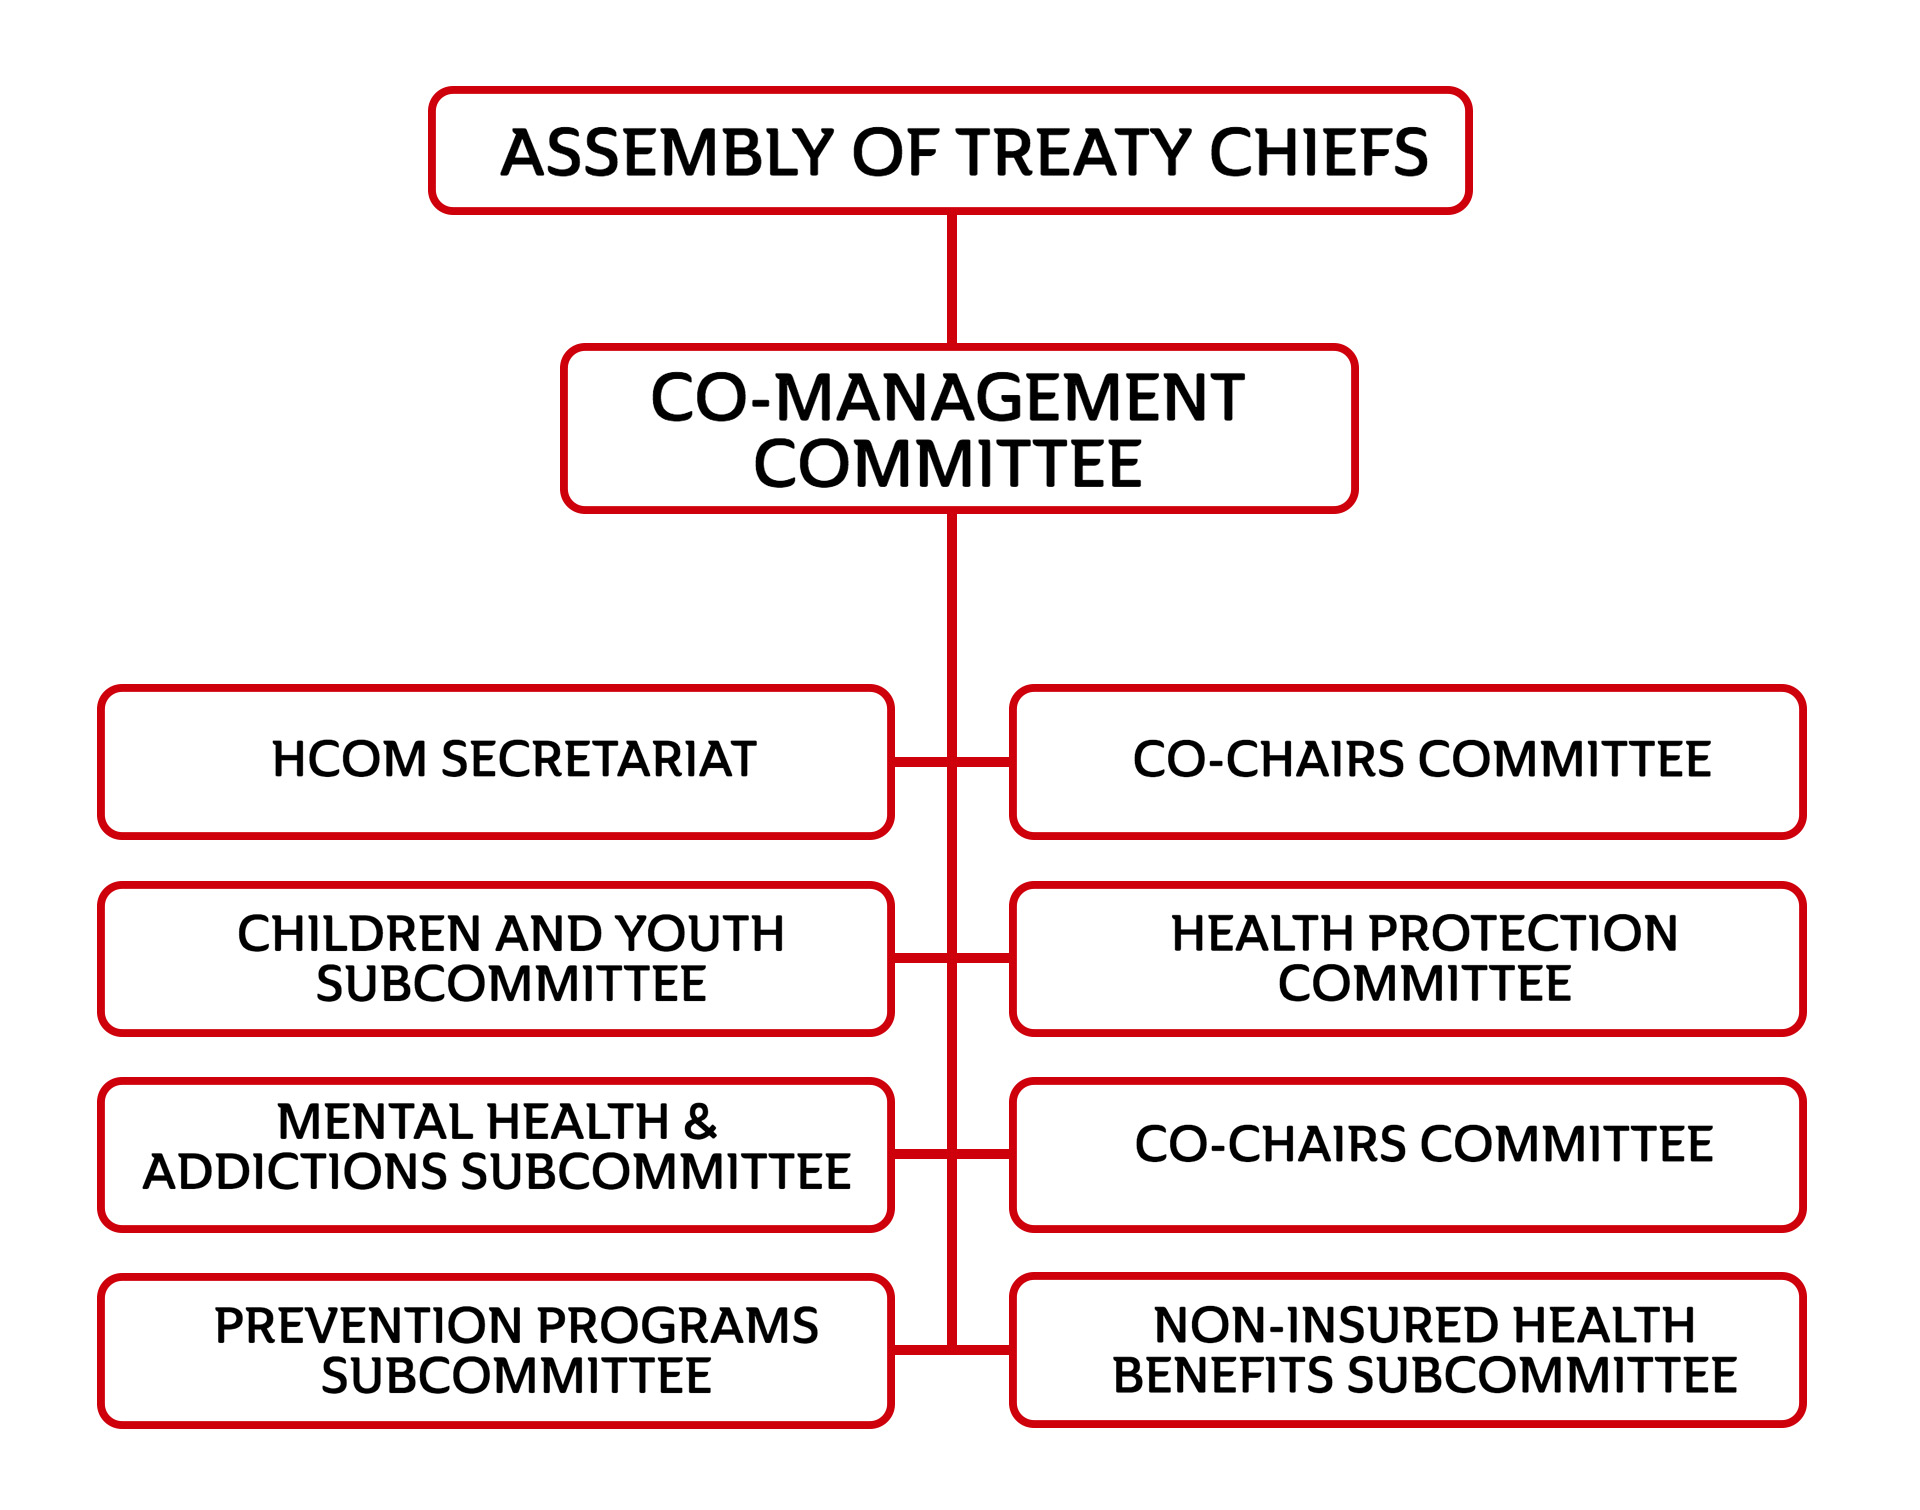 ASSEMBLY OF TREATY CHIEFS
CO-MANAGEMENT
COMMITTEE
HCOM SECRETARIAT
CO-CHAIRS COMMITTEE
CHILDREN AND YOUTH
SUBCOMMITTEE
HEALTH PROTECTION
COMMITTEE
MENTAL HEALTH &
ADDICTIONS SUBCOMMITTEE
CO-CHAIRS COMMITTEE
PREVENTION PROGRAMS
SUBCOMMITTEE
NON-INSURED HEALTH
BENEFITS SUBCOMMITTEE